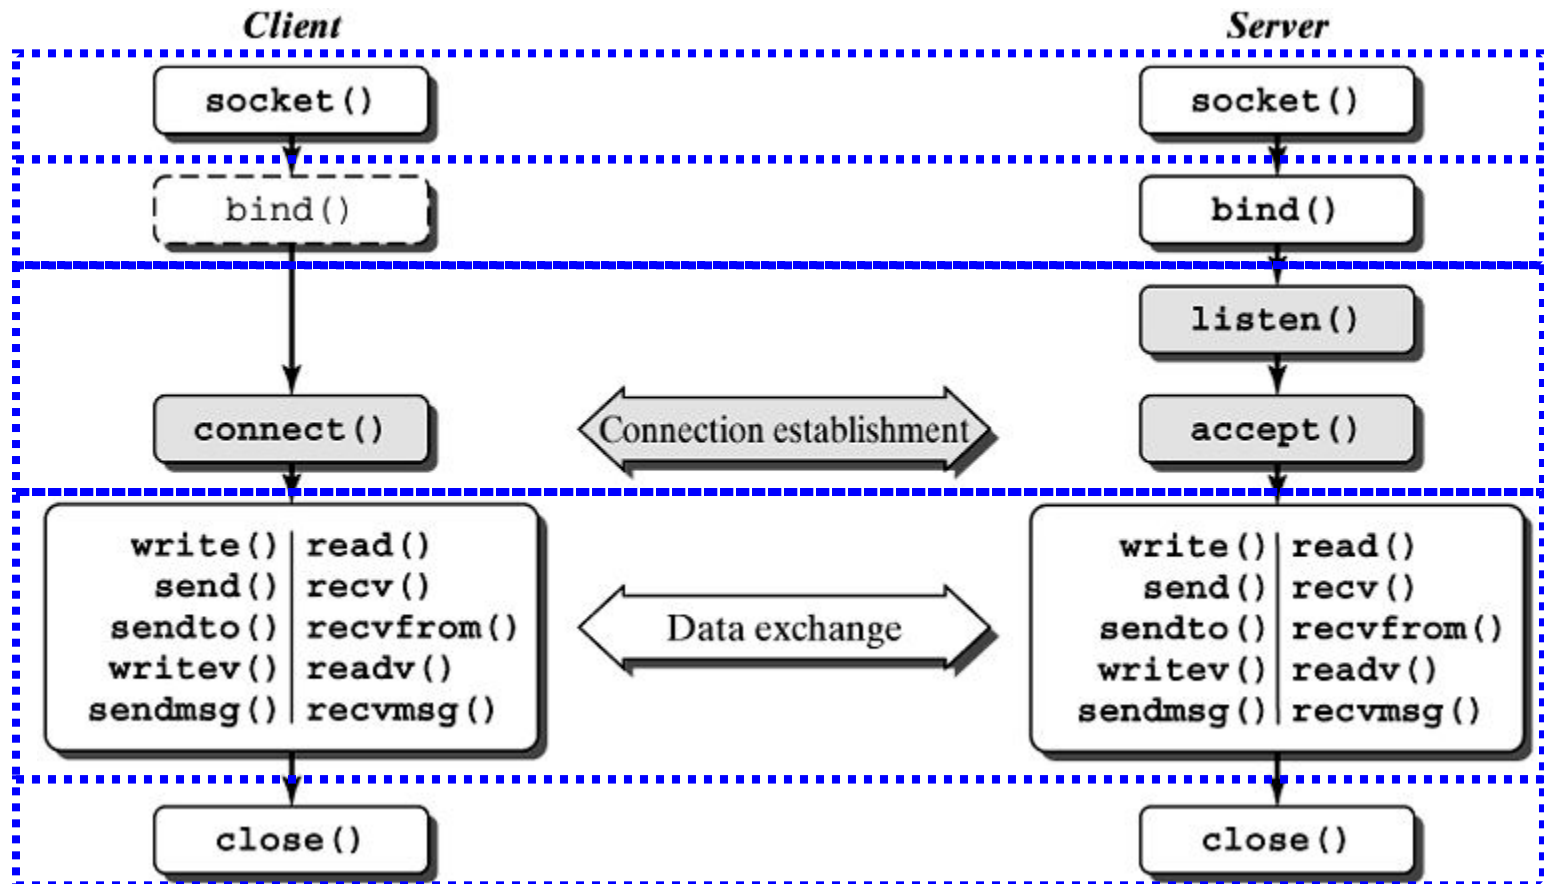 Client
Server
socket()
socket()
bind()
bind()
listen()
connect()
Connection establishment
accept()
write() read()
send() recv()
sendto() recvfrom()
writev() readv()
sendmsg() recvmsg()
Data exchange
write() read()
send() recv()
sendto() recvfrom()
writev() readv()
sendmsg() recvmsg()
close()
close()